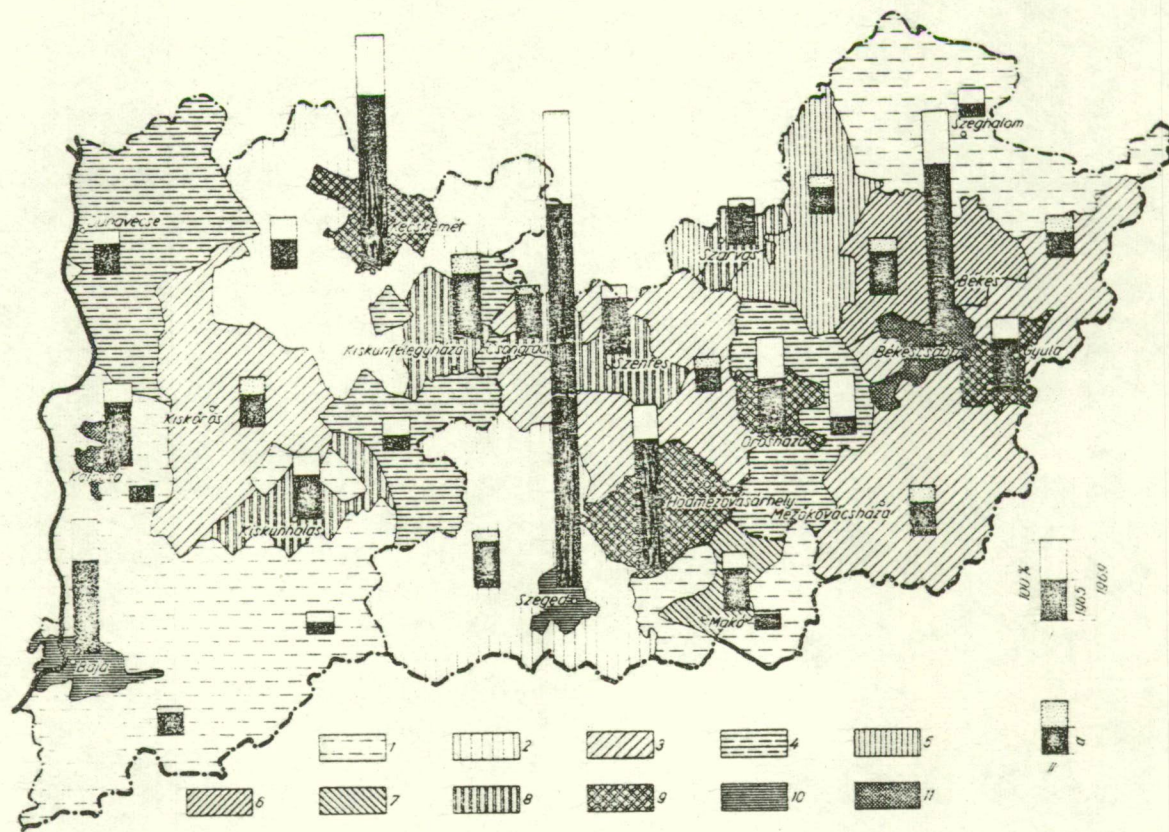 Szeghalom
Dunavecse
Kecskemét
Szarvas
Békés
Kiskunfélegyháza
Csongrád
Szentes
Békéscsaba
Gyula
Kiskőrös
Orosháza
Kalocsa
Hódmezővásárhely
Mezőkovácsháza
Kiskunhalas
Szeged
Makó
Baja
100 %
1965
1969
I
a
II
1
2
3
4
5
6
7
8
9
10
11